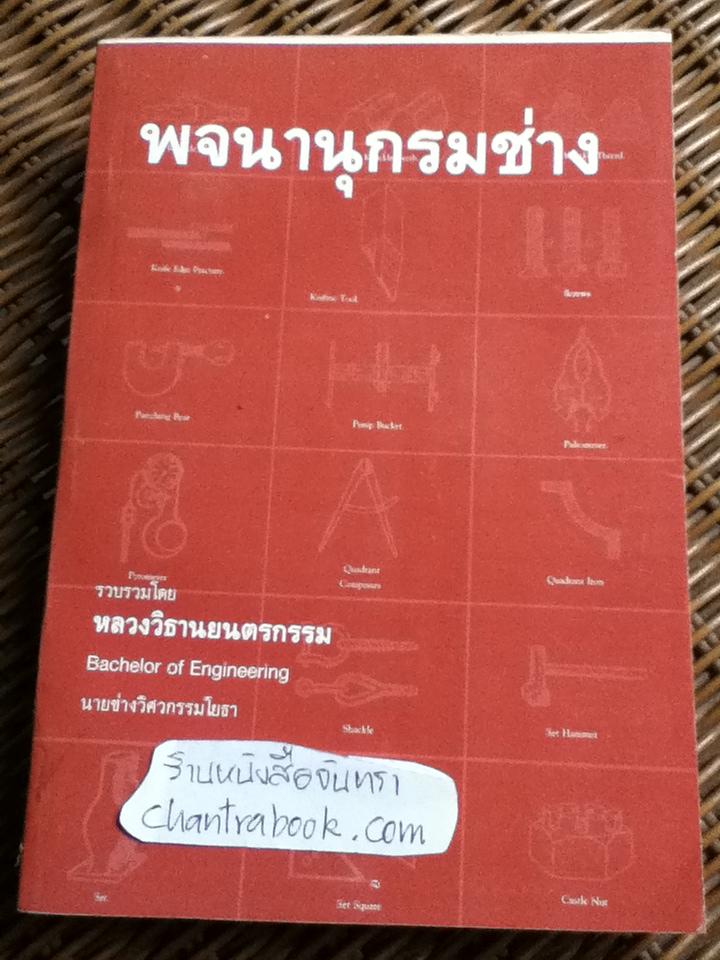 พจนานุกรมช่าง
Knife Edge Fracture.
Knifing Tool.
Punching Bear
Pump Bucket.
Pyrometer
Quadrant
Compasses
Quadrant Iron
รวบรวมโดย
หลวงวิธานยนตรกรรม
Bachelor of Engineering
นายช่างวิศวกรรมโยธา
Shackle
Set Hammer
ร้านหนังสือจันทรา
chantrabook.com
Set
Set Square
Castle Nut